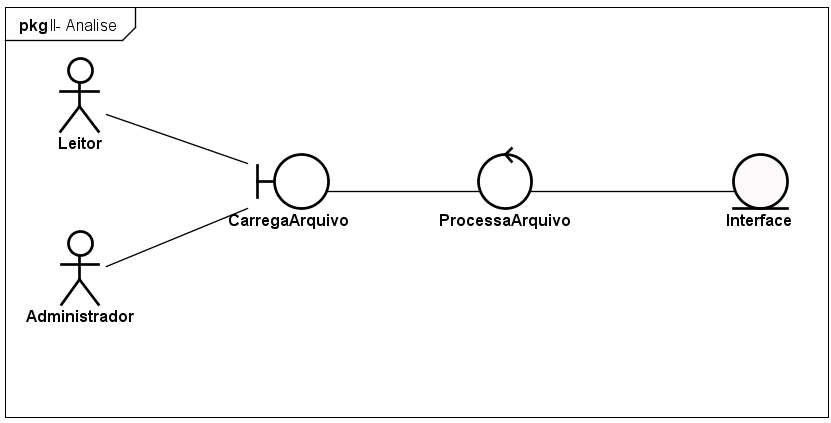 pkg II- Analise
Leitor
CarregaArquivo
ProcessaArquivo
Interface
Administrador